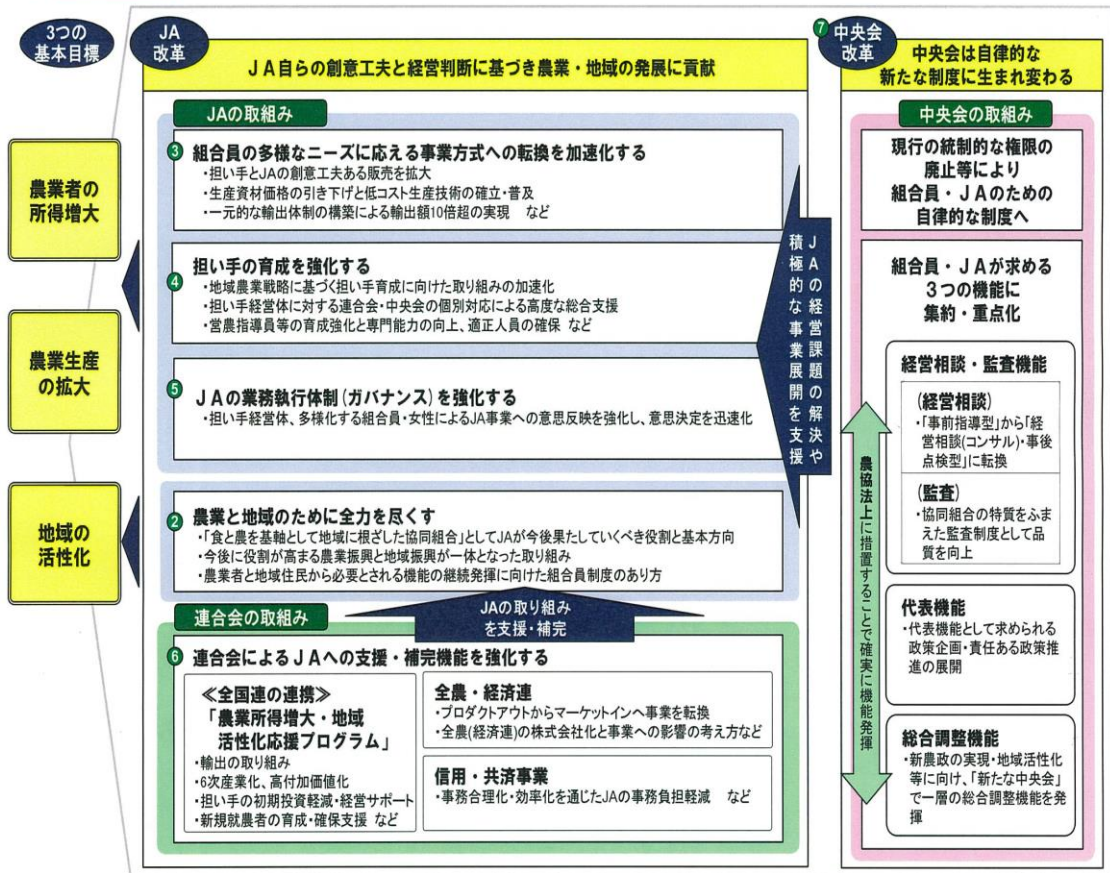 3つの
基本目標
農業者の
所得増大
農業生産
の拡大
地域の
活性化
JA
改革
JA自らの創意工夫と経営判断に基づき農業・地域の発展に貢献
JAの取組み
3 組合員の多様なニーズに応える事業方式への転換を加速化する
・担い手とJAの創意工夫ある販売を拡大
・生産資材価格の引き下げと低コスト生産技術の確立・普及
・一元的な輸出体制の構築による輸出額10倍超の実現 など
4 担い手の育成を強化する
・地域農業戦略に基づく担い手育成に向けた取り組みの加速化
・担い手経営体に対する連合会・中央会の個別対応による高度な総合支援
・営農指導員等の育成強化と専門能力の向上、適正人員の確保 など
5 JAの業務執行体制(ガバナンス)を強化する
・担い手経営体、多様化する組合員・女性によるJA事業への意思反映を強化し、意思決定を迅速化
2 農業と地域のために全力を尽くす
・「食と農を基軸として地域に根ざした協同組合」としてJAが今後果たしていくべき役割と基本方向
・今後に役割が高まる農業振興と地域振興が一体となった取り組み
・農業者と地域住民から必要とされる機能の継続発揮に向けた組合員制度のあり方
JAの経営課題の解決や
積極的な事業展開を支援
JAの取り組み
を支援・補完
連合会の取組み
6 連合会によるJAへの支援・補完機能を強化する
≪全国連の連携≫
「農業所得増大・地域
活性化応援プログラム」
・輸出の取り組み
・6次産業化、高付加価値化
・担い手の初期投資軽減・経営サポート
・新規就農者の育成・確保支援 など
全農・経済連
・プロダクトアウトからマーケットインへ事業を転換
・全農(経済連)の株式会社化と事業への影響の考え方など
信用・共済事業
・事務合理化・効率化を通じたJAの事務負担軽減 など
7 中央会
改革
中央会は自律的な
新たな制度に生まれ変わる
中央会の取組み
現行の統制的な権限の
廃止等により
組合員・JAのための
自律的な制度へ
組合員・JAが求める
3つの機能に
集約・重点化
農協法上に措置することで確実に機能発揮
経営相談・監査機能
(経営相談)
・「事前指導型」から「経
営相談(コンサル)・事後
点検型」に転換
(監査)
・協同組合の特質をふま
えた監査制度として品
質を向上
代表機能
・代表機能として求められる
政策企画・責任ある政策推
進の展開
総合調整機能
・新農政の実現・地域活性化
等に向け、「新たな中央会」
で一層の総合調整機能を発
揮